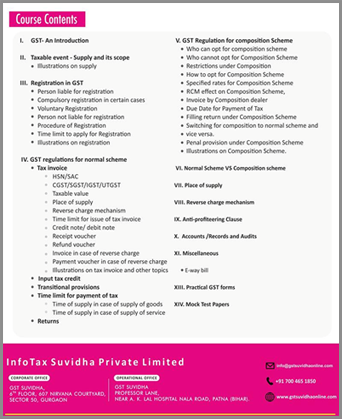 Course Contents
I. GST- An Introduction
II. Taxable event - Supply and its scope
Illustrations on supply
III. Registration in GST
Person liable for registration
Compulsory registration in certain cases
Voluntary Registration
Person not liable for registration
Procedure of Registration
Time limit to apply for Registration
Illustrations on registration
IV. GST regulations for normal scheme
Tax invoice
HSN/SAC
CGST/SGST/IGST/UTGST
Taxable value
Place of supply
Reverse charge mechanism
Time limit for issue of tax invoice
Credit note/ debit note
Receipt voucher
Refund voucher
Invoice in case of reverse charge
Payment voucher in case of reverse charge
Illustrations on tax invoice and other topics
Input tax credit
Transitional provisions
Time limit for payment of tax
Time of supply in case of supply of goods
Time of supply in case of supply of service
Returns
V. GST Regulation for composition Scheme
Who can opt for composition scheme
Who cannot opt for composition Scheme
Restrictions under Composition
How to opt for Composition Scheme
Specified rates for Composition Scheme
RCM effect on Composition Scheme,
Invoice by Composition dealer
Due Date for Payment of Tax
Filling return under Composition Scheme
Switching for composition to normal scheme and
vice versa.
Penal provision under Composition Scheme
Illustrations on Composition Scheme.
VI. Normal Scheme VS Composition scheme
VII. Place of supply
VIII. Reverse charge mechanism
IX. Anti-profiteering Clause
X. Accounts /Records and Audits
XI. Miscellaneous
E-way bill
XIII. Practical GST forms
XIV. Mock Test Papers
InfoTax Suvidha Private Limited
CORPORATE OFFICE
GST SUVIDHA,
6TH FLOOR, 607 NIRVANA COURTYARD,
SECTOR 50, GURGAON
OPERATIONAL OFFICE
GST SUVIDHA
PROFESSOR LANE,
NEAR A. K. LAL HOSPITAL NALA ROAD, PATNA (BIHAR).
info@gstsuvidhaonline.com
+91 700 465 1850
www.gstsuvidhaonline.com